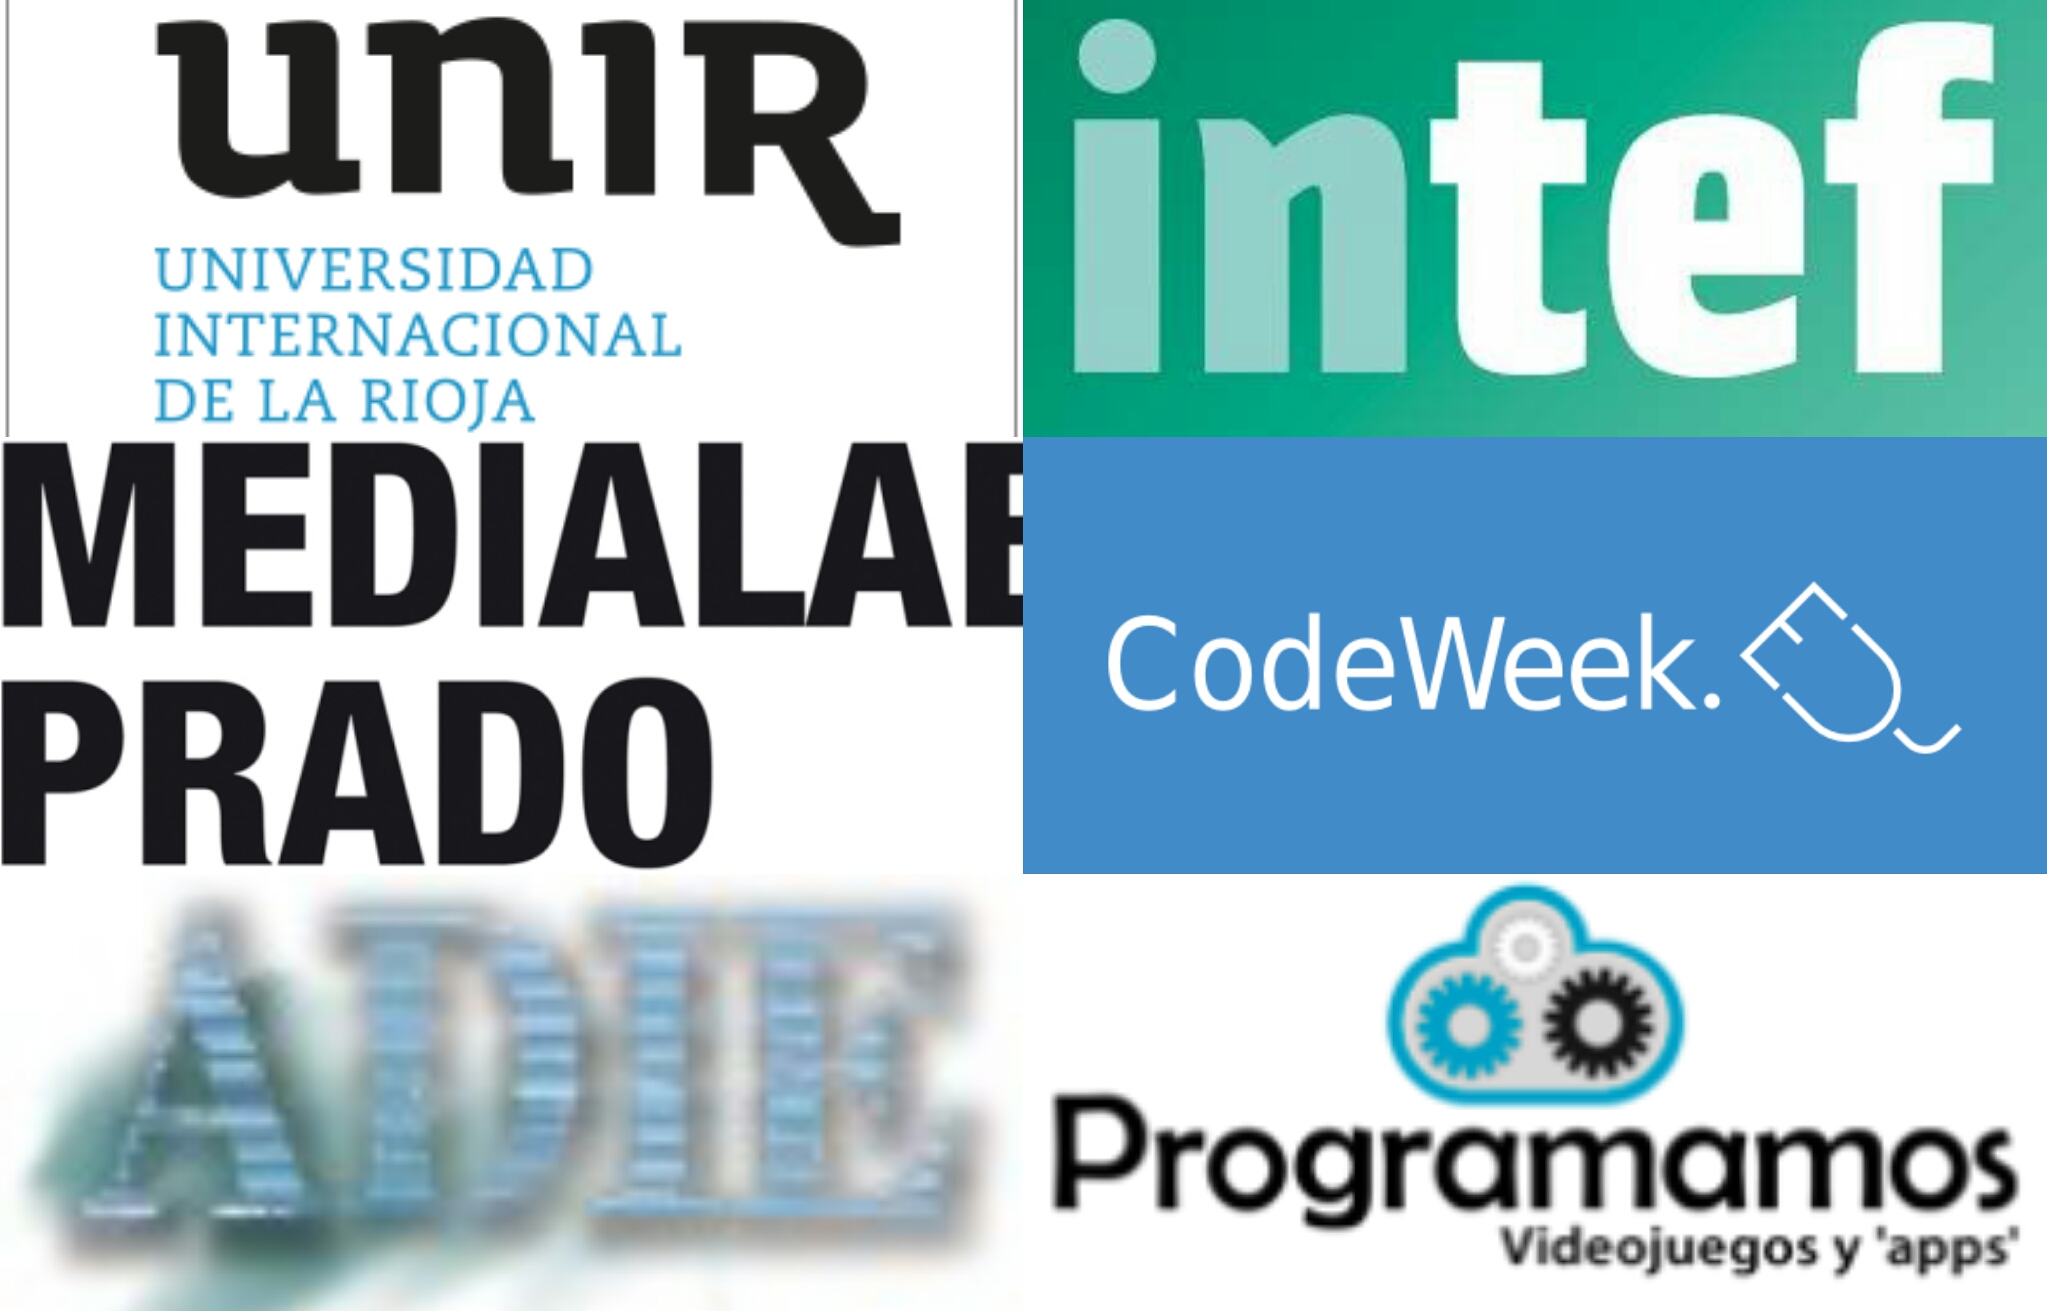 unIR
UNIVERSIDAD
INTERNACIONAL
DE LA RIOJA
intef
MEDIALAB
PRADO
CodeWeek.
ADIE
Programamos
Videojuegos y 'apps'